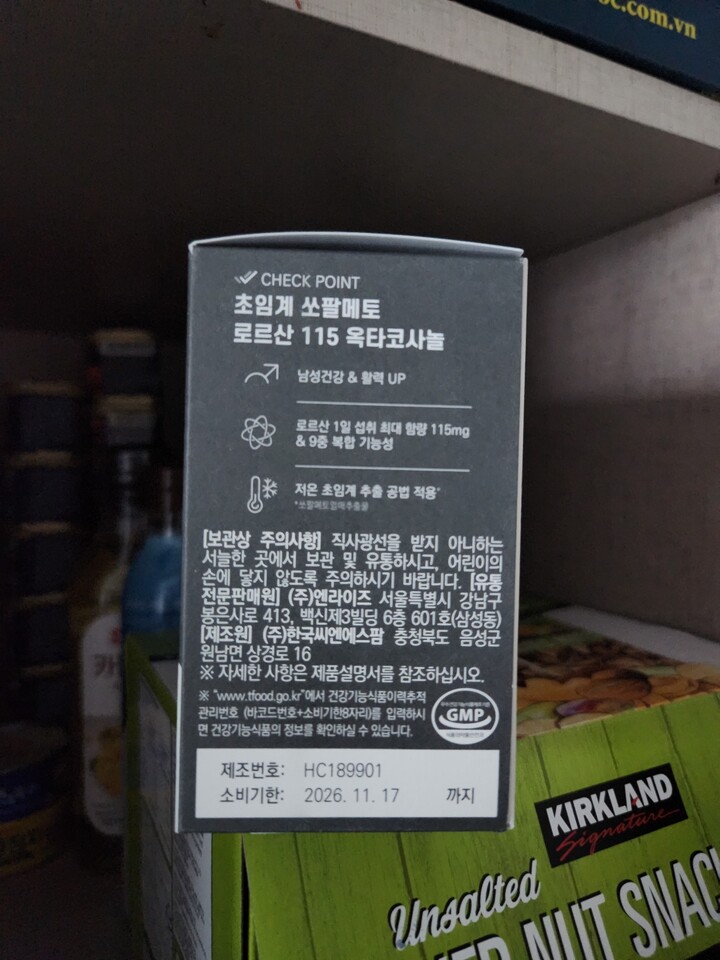 oc.com.vn
CHECK POINT
초임계 쏘팔메토
로르산 115 옥타코사놀
남성건강 & 활력 UP
로르산 1일 섭취 최대 함량 115mg
& 9중 복합 기능성
저온 초임계 추출 공법 적용*
*쏘팔메토열매추출물
[보관상 주의사항] 직사광선을 받지 아니하는
서늘한 곳에서 보관 및 유통하시고, 어린이의
손에 닿지 않도록 주의하시기 바랍니다. [유통
전문판매원] (주)엔라이즈 서울특별시 강남구
봉은사로 413, 백신제3빌딩 6층 601호(삼성동)
[제조원] (주)한국씨엔에스팜 충청북도 음성군
원남면 상경로 16
※ 자세한 사항은 제품설명서를 참조하십시오.
※ "www.tfood.go.kr"에서 건강기능식품이력추적
관리번호 (바코드번호+소비기한8자리)를 입력하시
면 건강기능식품의 정보를 확인하실 수 있습니다.
GMP
제조번호: HC189901
소비기한: 2026. 11. 17 까지
KIRKLAND
Signature
Unsalted
NUT SNAC